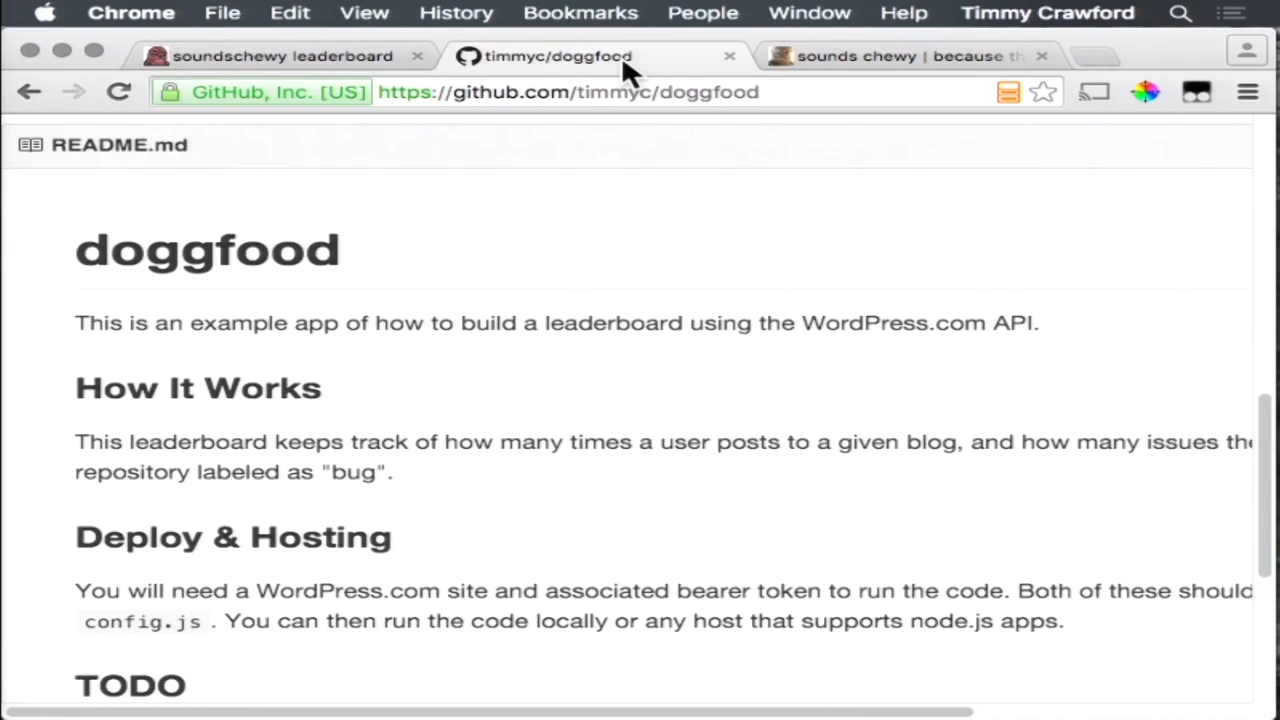 Chrome File Edit View History Bookmarks People Window Help Timmy Crawford
soundschewy leaderboard timmyc/doggfood sounds chewy | because th
GitHub, Inc. [US] https://github.com/timmyc/doggfood
README.md
doggfood
This is an example app of how to build a leaderboard using the WordPress.com API.
How It Works
This leaderboard keeps track of how many times a user posts to a given blog, and how many issues the
repository labeled as "bug".
Deploy & Hosting
You will need a WordPress.com site and associated bearer token to run the code. Both of these should
config.js . You can then run the code locally or any host that supports node.js apps.
TODO